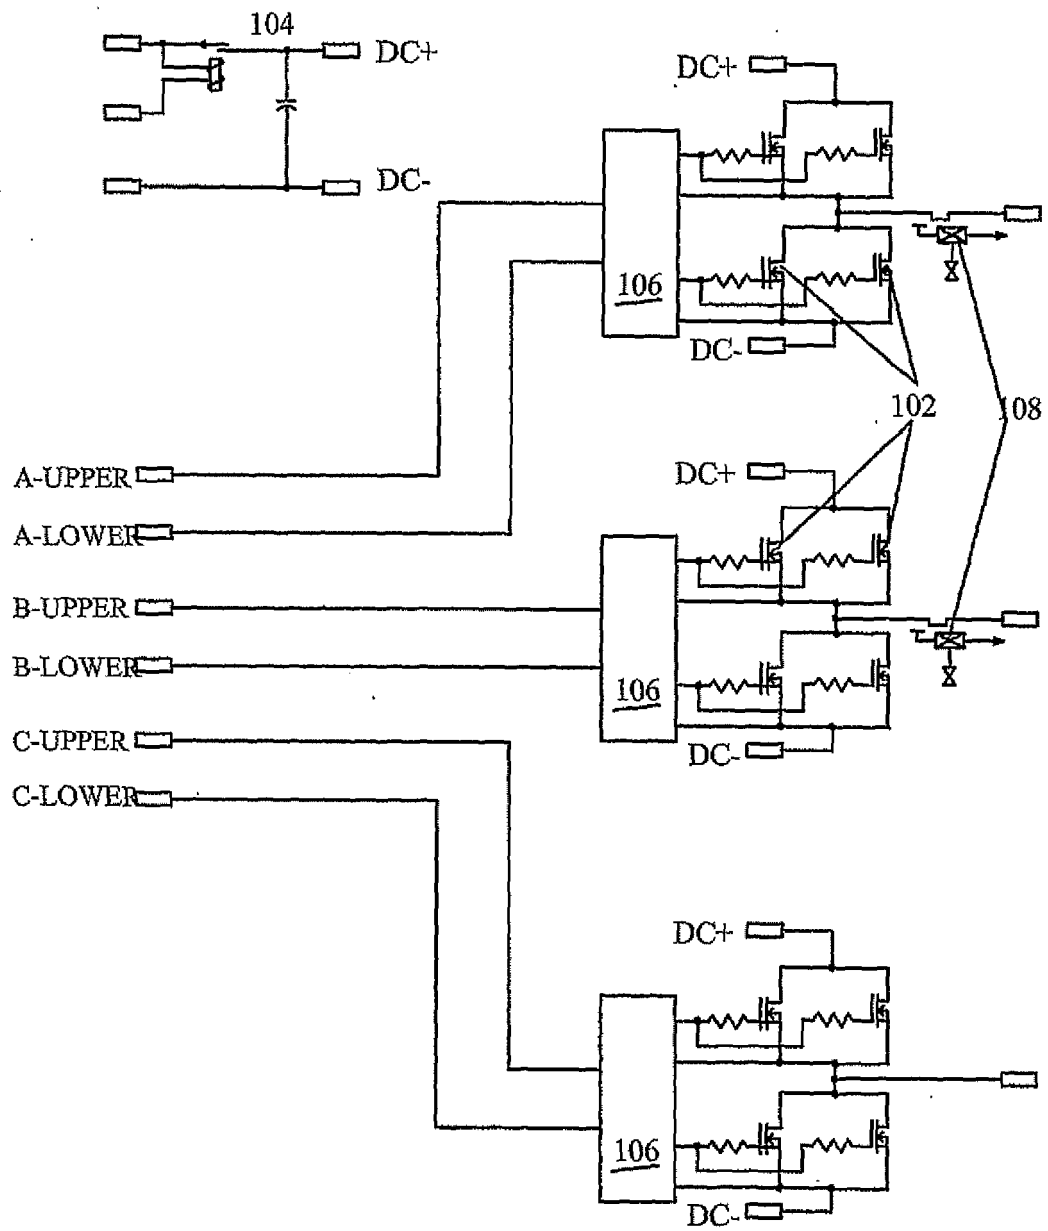 104
DC+
DC-
DC+
106
DC-
102
108
A-UPPER
A-LOWER
B-UPPER
B-LOWER
C-UPPER
C-LOWER
DC+
106
DC-
DC+
106
DC-